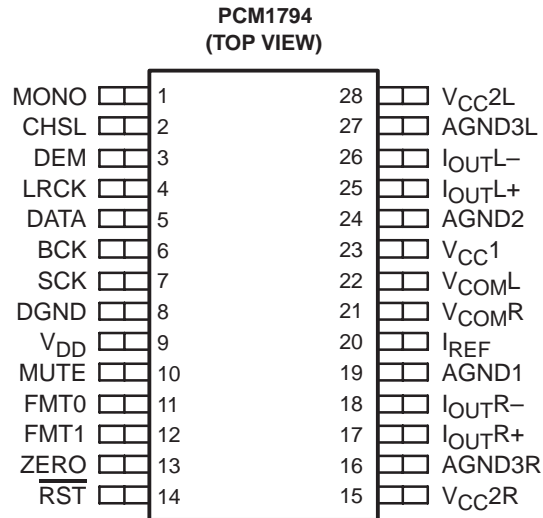 PCM1794
(TOP VIEW)
MONO 1 28 VCC2L
CHSL 2 27 AGND3L
DEM 3 26 IOUTL–
LRCK 4 25 IOUTL+
DATA 5 24 AGND2
BCK 6 23 VCC1
SCK 7 22 VCOML
DGND 8 21 VCOMR
VDD 9 20 IREF
MUTE 10 19 AGND1
FMT0 11 18 IOUTR–
FMT1 12 17 IOUTR+
ZERO 13 16 AGND3R
RST 14 15 VCC2R